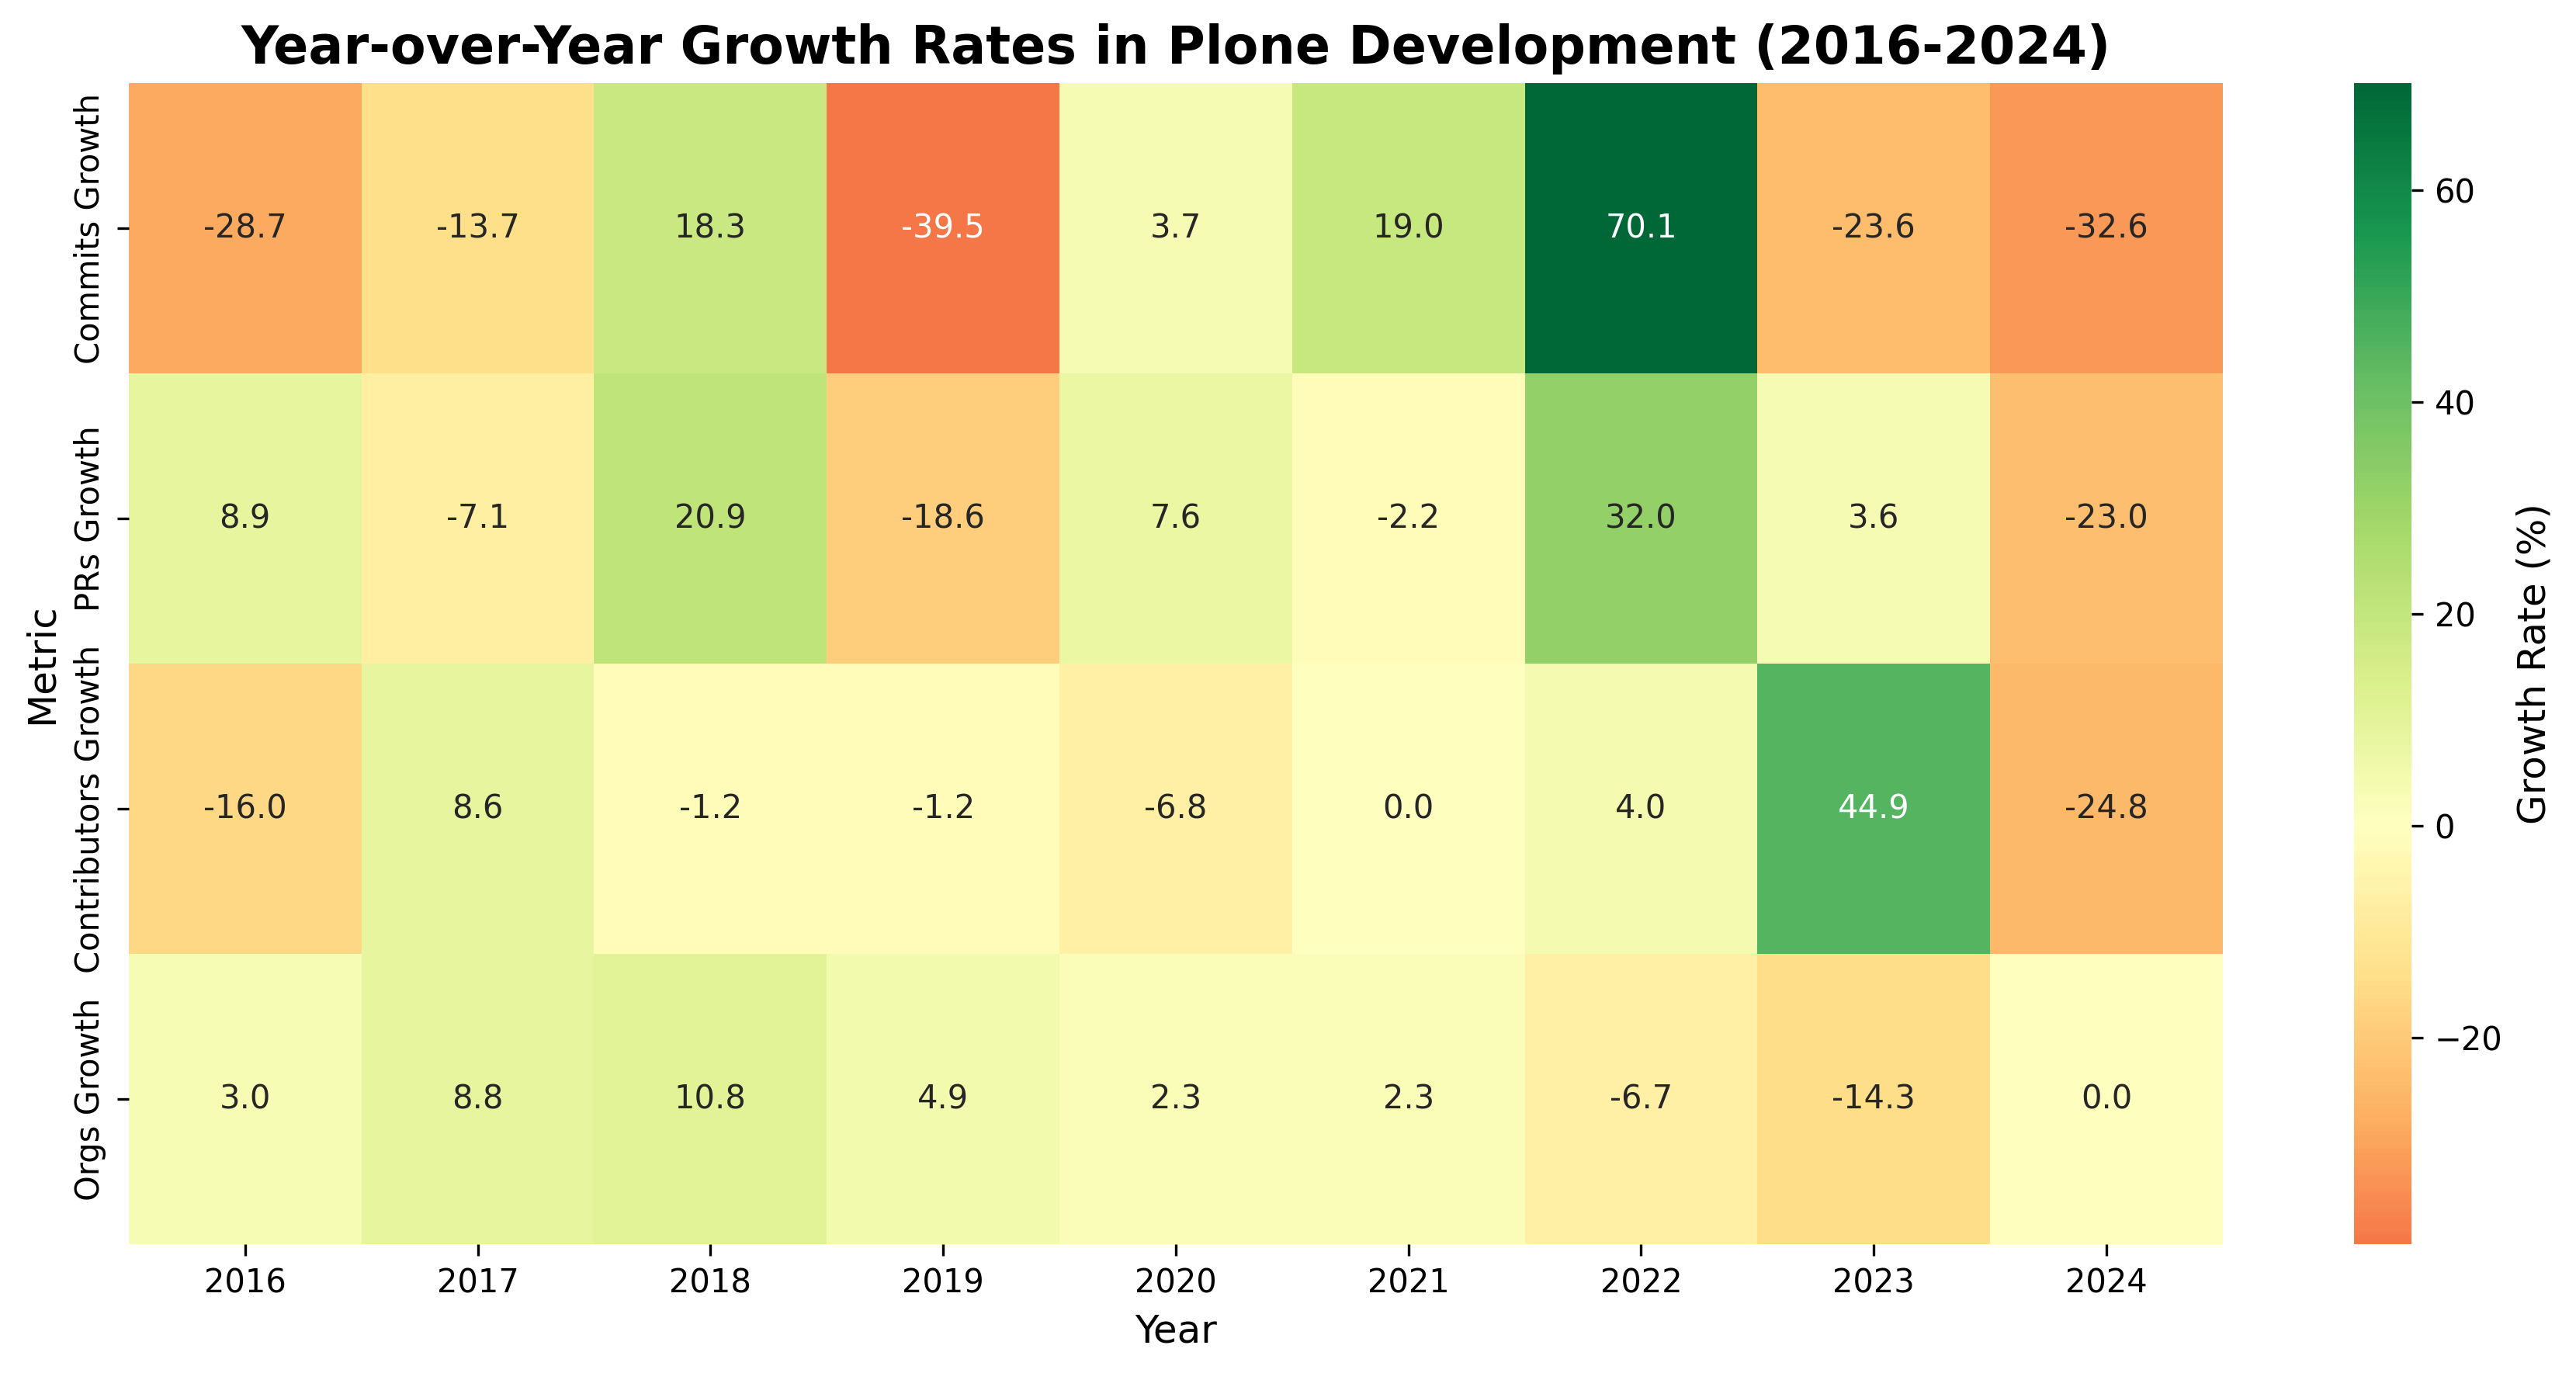 Year-over-Year Growth Rates in Plone Development (2016-2024)
Metric
Commits Growth
-28.7 -13.7 18.3 -39.5 3.7 19.0 70.1 -23.6 -32.6
PRs Growth
8.9 -7.1 20.9 -18.6 7.6 -2.2 32.0 3.6 -23.0
Contributors Growth
-16.0 8.6 -1.2 -1.2 -6.8 0.0 4.0 44.9 -24.8
Orgs Growth
3.0 8.8 10.8 4.9 2.3 2.3 -6.7 -14.3 0.0
2016 2017 2018 2019 2020 2021 2022 2023 2024
Year
60
40
20
0
−20
Growth Rate (%)